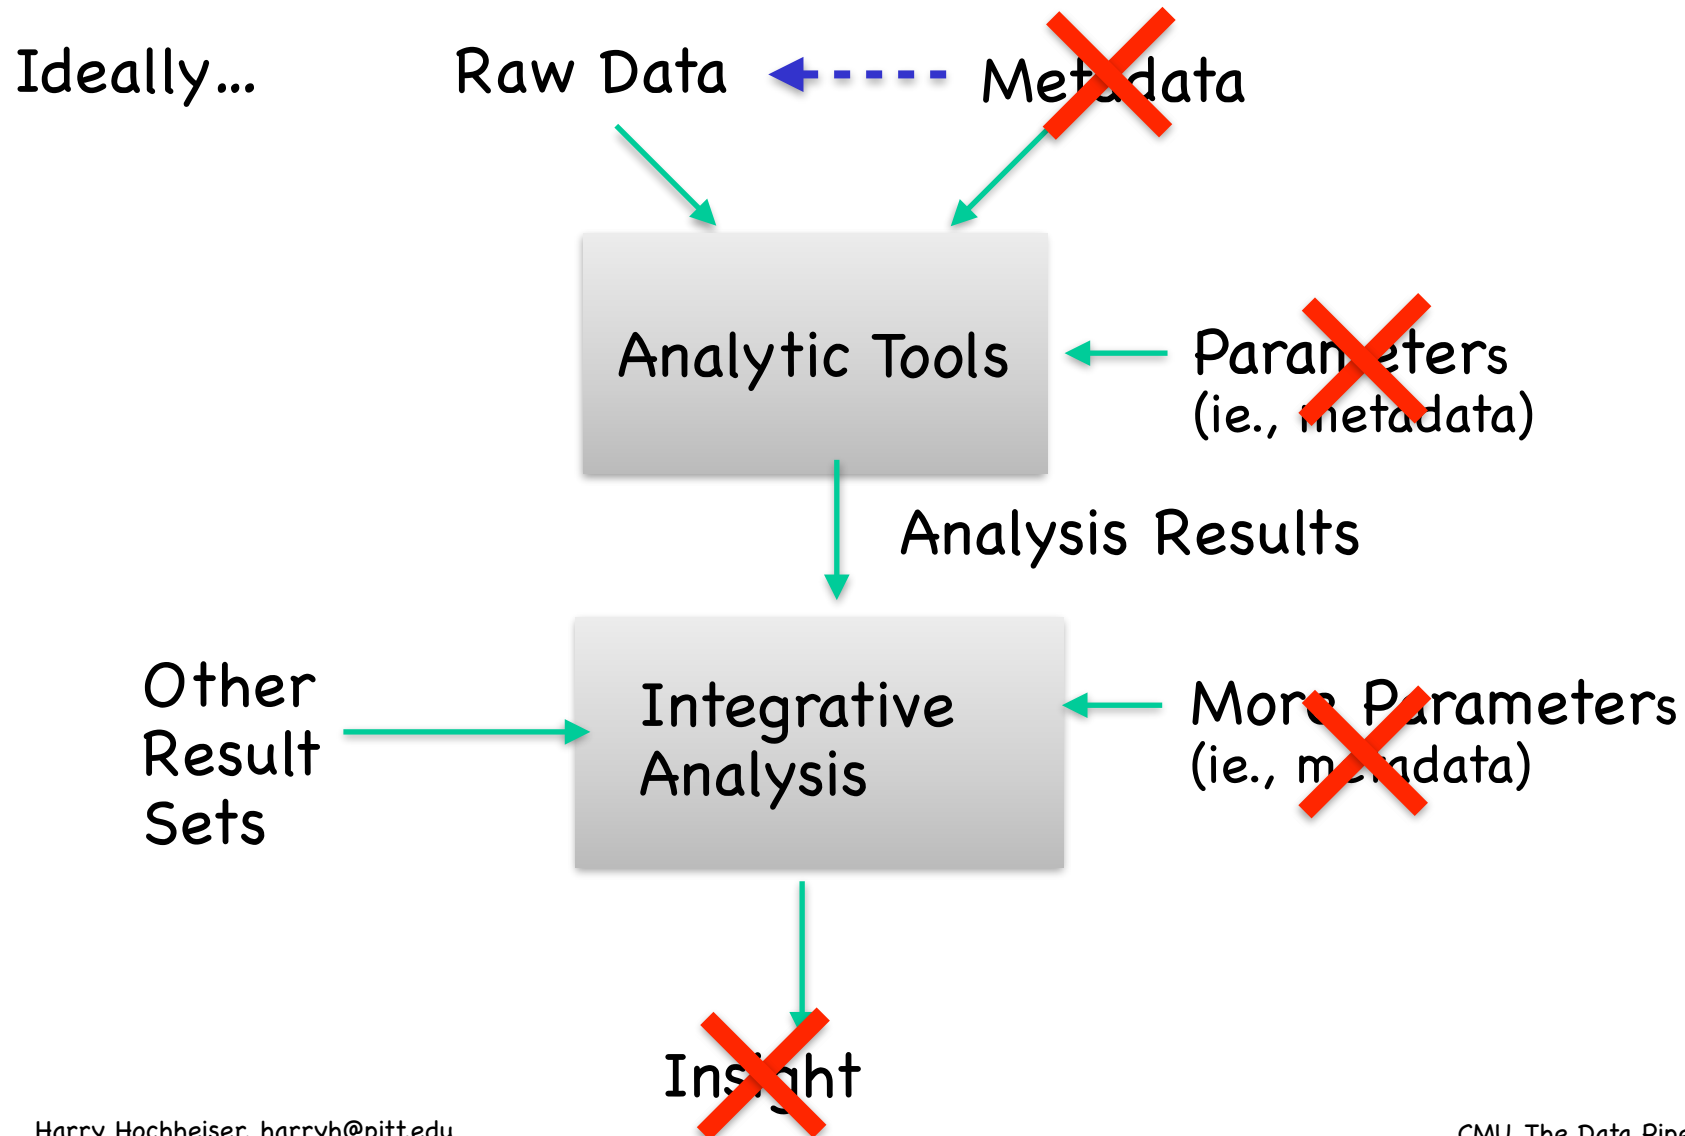 Ideally...
Raw Data
Metadata
Analytic Tools
Parameters
(ie., metadata)
Analysis Results
Other
Result
Sets
Integrative
Analysis
More Parameters
(ie., metadata)
Insight
Harry Hochheiser, harryh@pitt.edu
CMU The Data Pipe